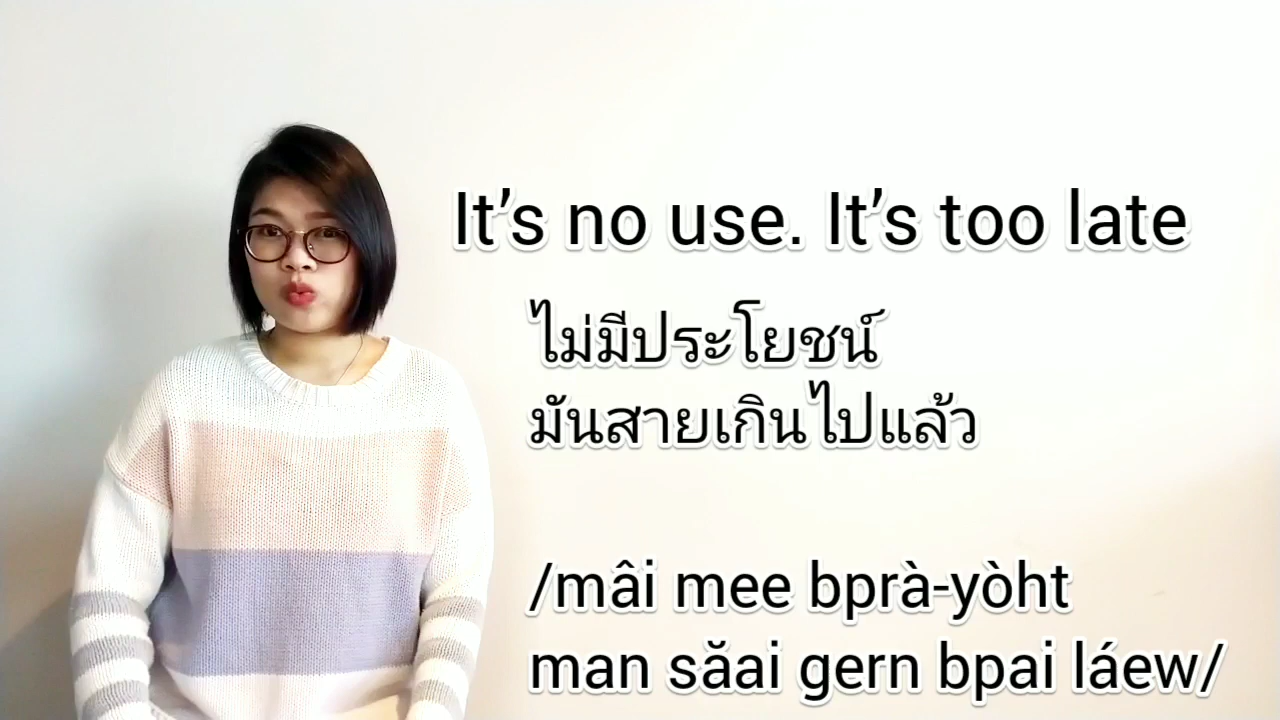 It’s no use. It’s too late
ไม่มีประโยชน์
มันสายเกินไปแล้ว
/mâi mee bprà-yòht
man săai gern bpai láew/